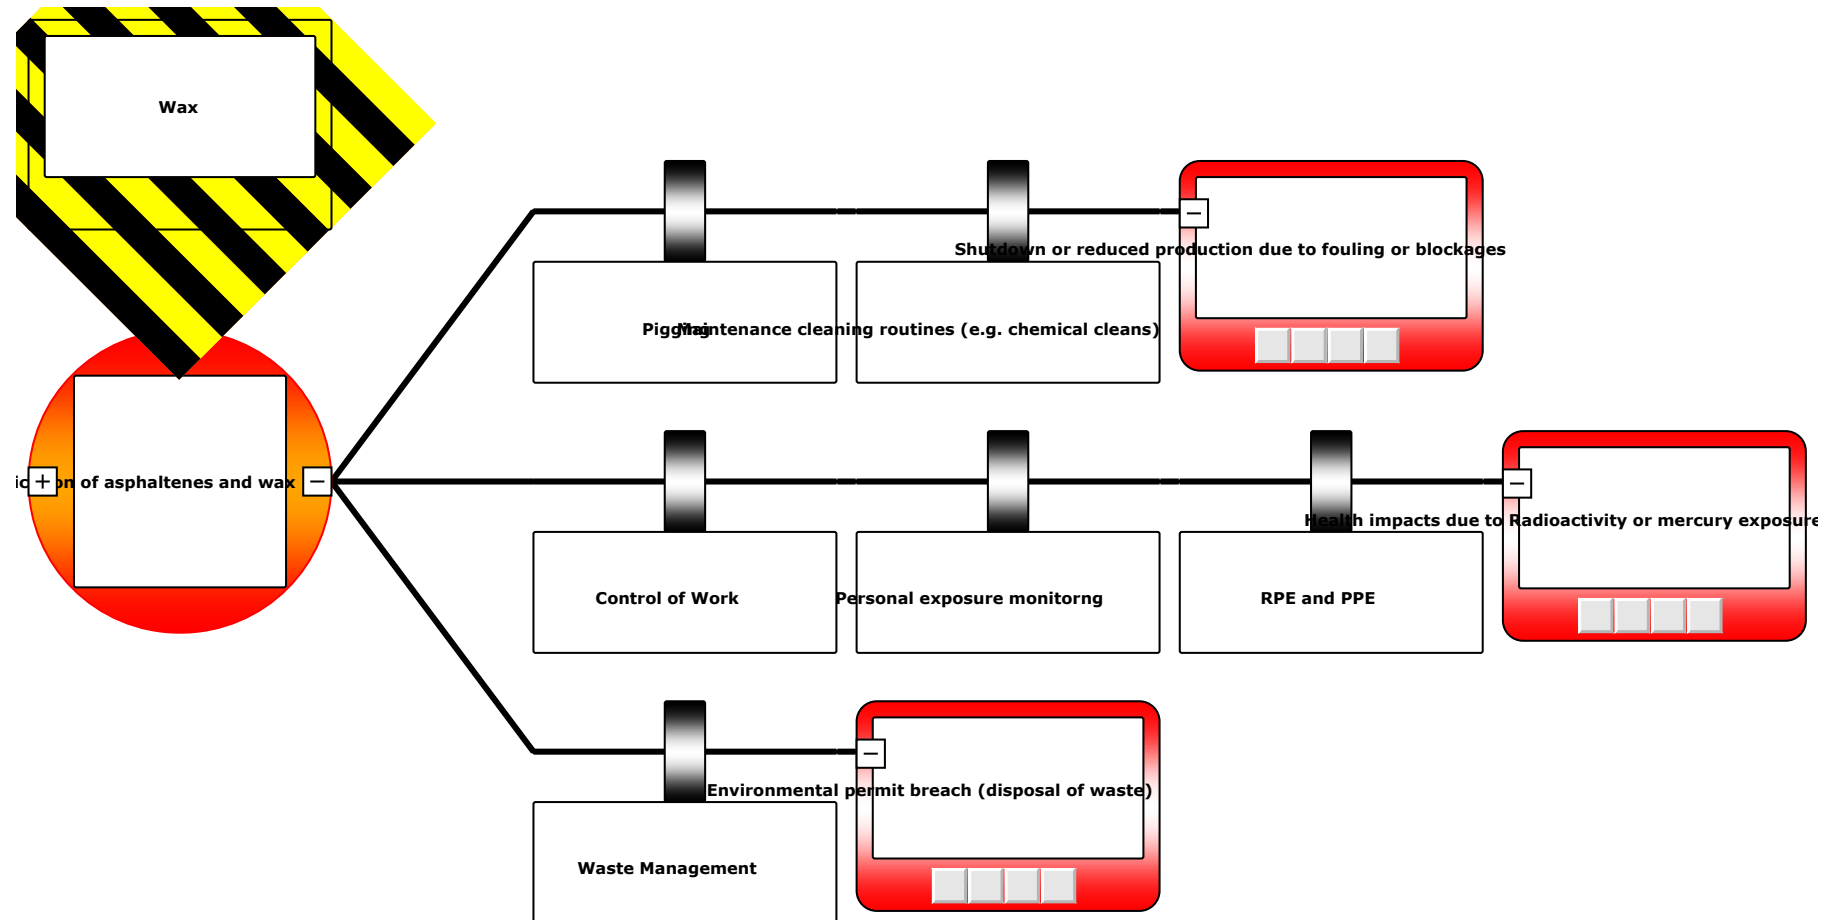 Wax
Shutdown or reduced production due to fouling or blockages
Pigging
Maintenance cleaning routines (e.g. chemical cleans)
of asphaltenes and wax
Health impacts due to Radioactivity or mercury exposure
Control of Work
Personal exposure monitorng
RPE and PPE
Environmental permit breach (disposal of waste)
Waste Management